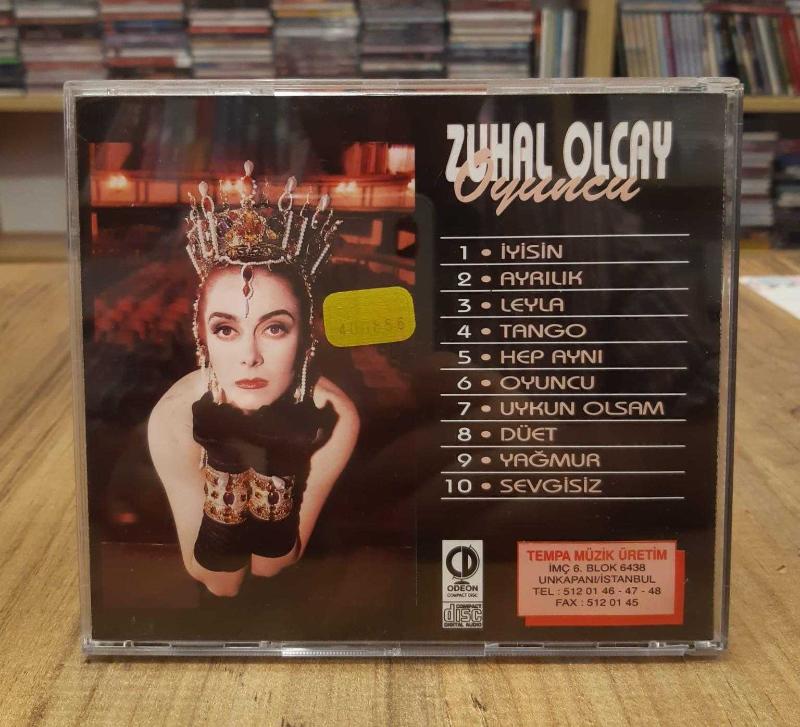 ZUHAL OLCAY
Oyuncu
1 • İYİSİN
2 • AYRILIK
3 • LEYLA
4 • TANGO
5 • HEP AYNI
6 • OYUNCU
7 • UYKUN OLSAM
8 • DÜET
9 • YAĞMUR
10 • SEVGİSİZ
CD
ODEON
COMPACT DISC
COMPACT
disc
DIGITAL AUDIO
TEMPA MÜZİK ÜRETİM
İMÇ 6. BLOK 6438
UNKAPANI/İSTANBUL
TEL : 512 01 46 - 47 - 48
FAX : 512 01 45